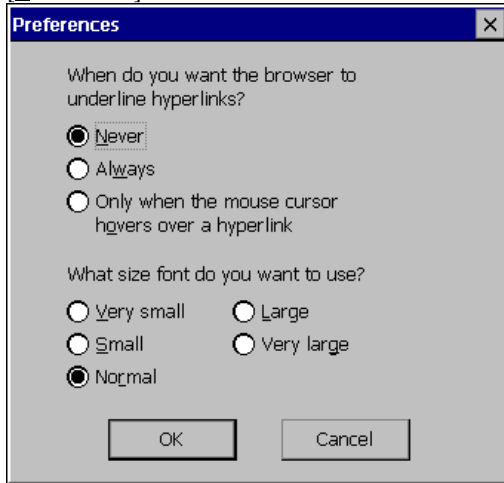 Preferences
When do you want the browser to
underline hyperlinks?
Never
Always
Only when the mouse cursor
hovers over a hyperlink
What size font do you want to use?
Very small
Large
Small
Very large
Normal
OK
Cancel